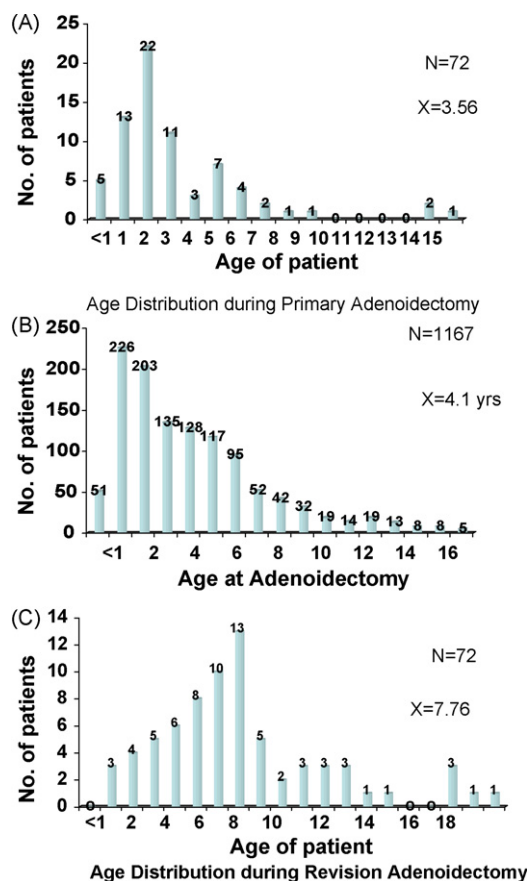 (A)
25
20
15
10
5
0
No. of patients
5 13 22 11 3 7 4 2 1 1 0 0 0 0 2 1
N=72
X=3.56
<1 1 2 3 4 5 6 7 8 9 10 11 12 13 14 15
Age of patient
Age Distribution during Primary Adenoidectomy
(B)
250
200
150
100
50
0
No. of patients
51 226 203 135 128 117 95 52 42 32 19 14 19 13 8 8 5
N=1167
X=4.1 yrs
<1 2 4 6 8 10 12 14 16
Age at Adenoidectomy
(C)
14
12
10
8
6
4
2
0
No. of patients
0 3 4 5 6 8 10 13 5 2 3 3 3 1 1 0 0 3 1 1
N=72
X=7.76
<1 2 4 6 8 10 12 14 16 18
Age of patient
Age Distribution during Revision Adenoidectomy